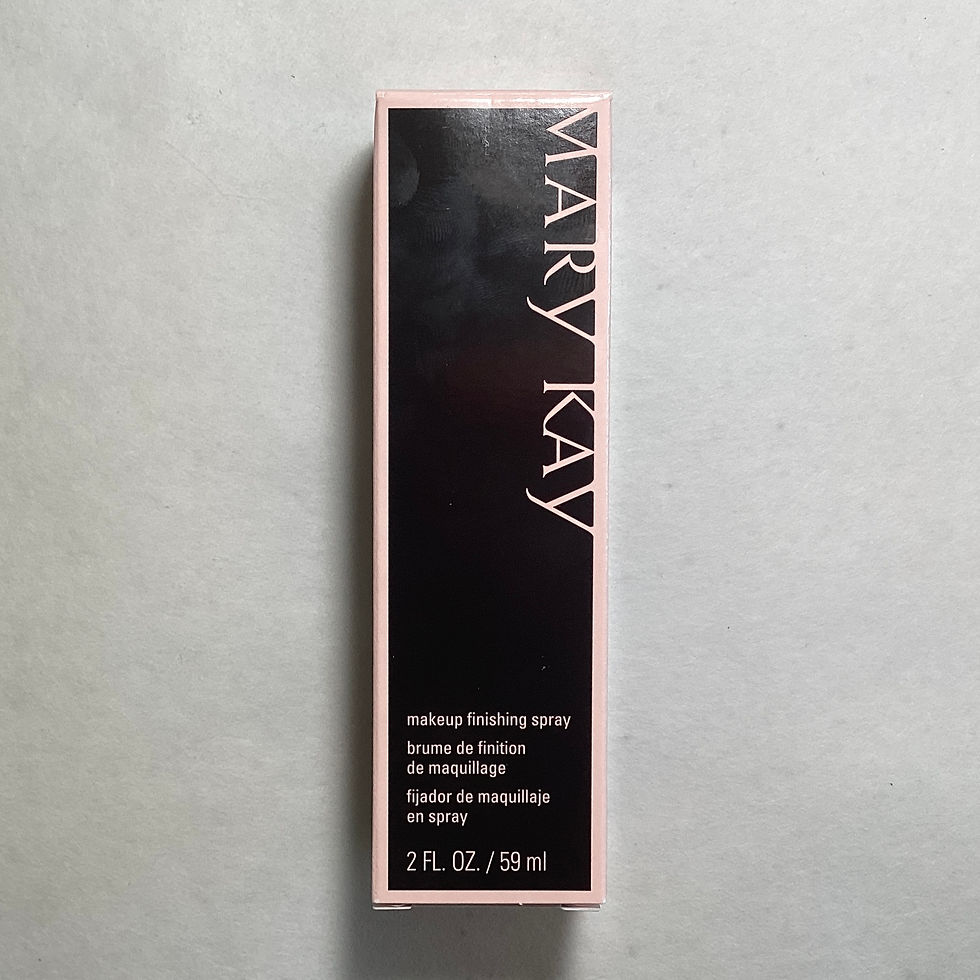 MARY KAY
makeup finishing spray
brume de finition
de maquillage
fijador de maquillaje
en spray
2 FL. OZ. / 59 ml